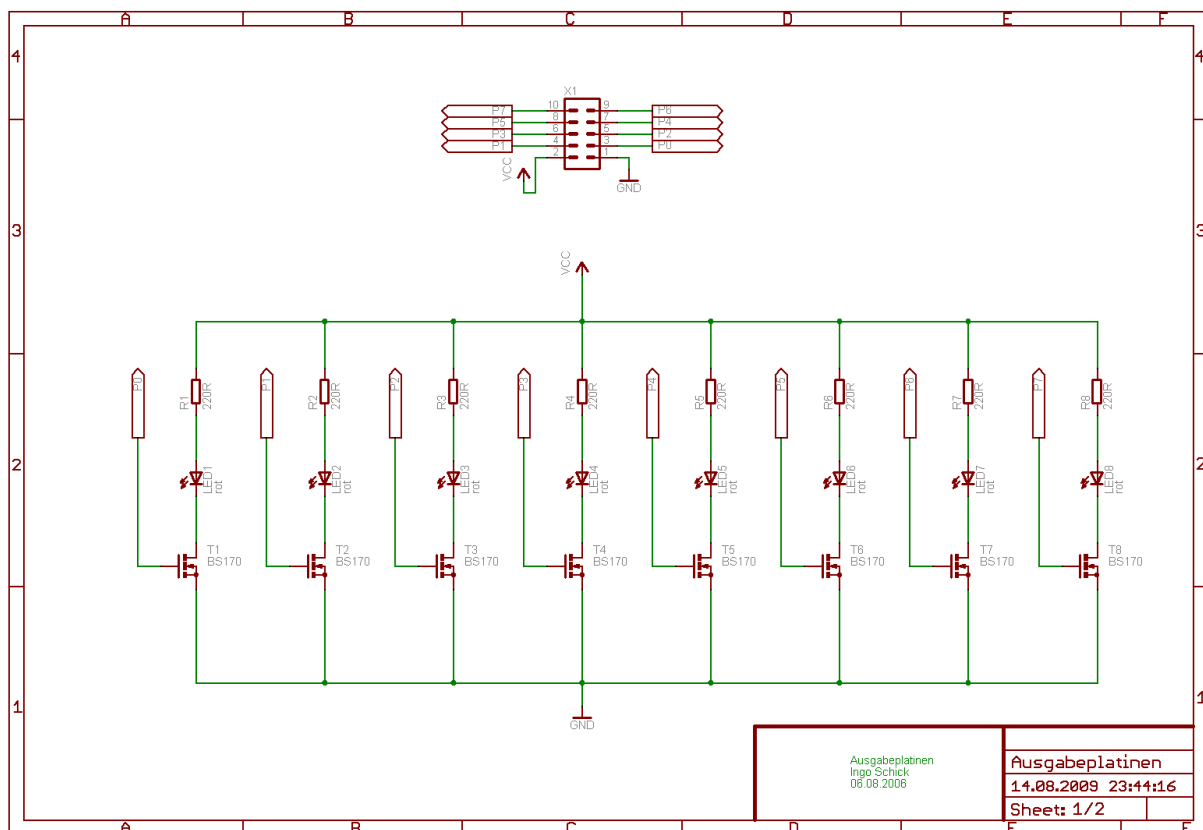 A B C D E F
4 4
X1
P7 10 9 P6
P5 8 7 P4
P3 6 5 P2
P1 4 3 P0
2 1
VCC
GND
3 3
VCC
P0 P1 P2 P3 P4 P5 P6 P7
R1 R2 R3 R4 R5 R6 R7 R8
220R 220R 220R 220R 220R 220R 220R 220R
2 2
LED1 LED2 LED3 LED4 LED5 LED6 LED7 LED8
rot rot rot rot rot rot rot rot
T1 T2 T3 T4 T5 T6 T7 T8
BS170 BS170 BS170 BS170 BS170 BS170 BS170 BS170
1 1
GND
Ausgabeplatinen
Ingo Schick
06.08.2006
Ausgabeplatinen
14.08.2009 23:44:16
Sheet: 1/2
A B C D E F